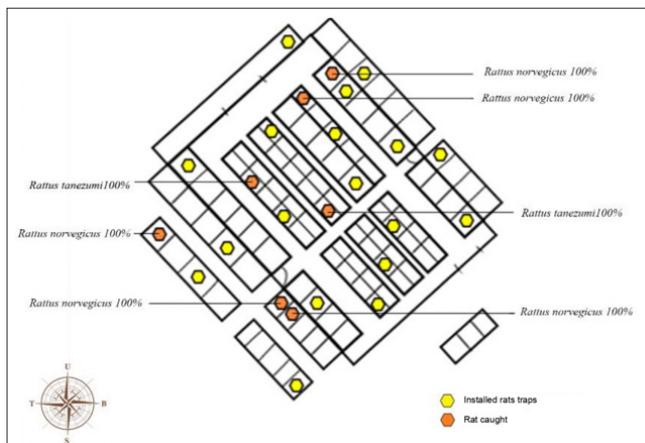 Rattus norvegicus 100%
Rattus norvegicus 100%
Rattus tanezumi100%
Rattus tanezumi100%
Rattus norvegicus 100%
Rattus norvegicus 100%
Rattus norvegicus 100%
U
T B
S
Installed rats traps
Rat caught